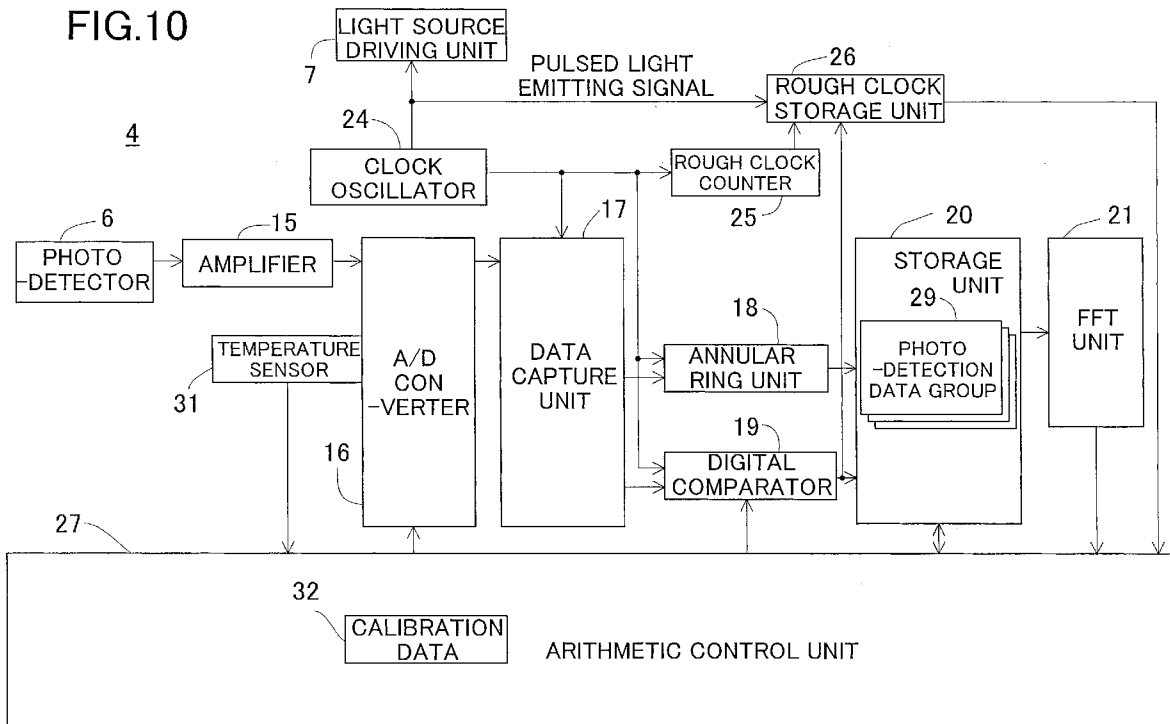 FIG.10
LIGHT SOURCE
DRIVING UNIT
7
PULSED LIGHT
EMITTING SIGNAL
26
ROUGH CLOCK
STORAGE UNIT
4
24
CLOCK
OSCILLATOR
ROUGH CLOCK
COUNTER
25
6
PHOTO
-DETECTOR
15
AMPLIFIER
17
20
21
STORAGE
UNIT
29
PHOTO
-DETECTION
DATA GROUP
FFT
UNIT
18
ANNULAR
RING UNIT
TEMPERATURE
SENSOR
31
A/D
CON
-VERTER
16
DATA
CAPTURE
UNIT
19
DIGITAL
COMPARATOR
27
32
CALIBRATION
DATA
ARITHMETIC CONTROL UNIT